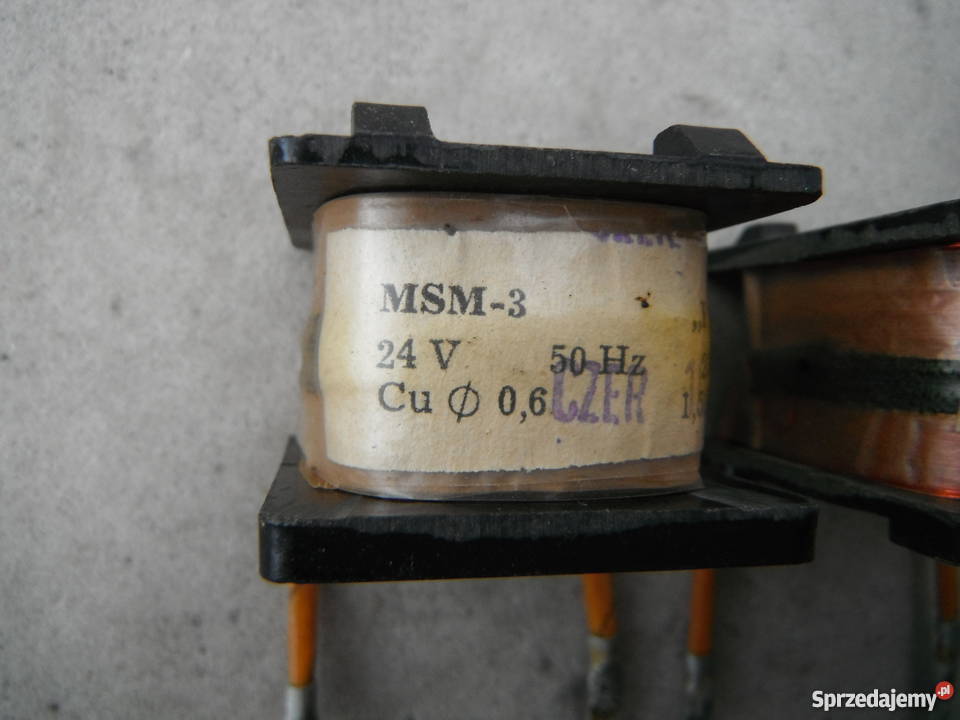 MSM-3
24 V 50 Hz
Cu ϕ 0,6
CZER
Sprzedajemy.pl